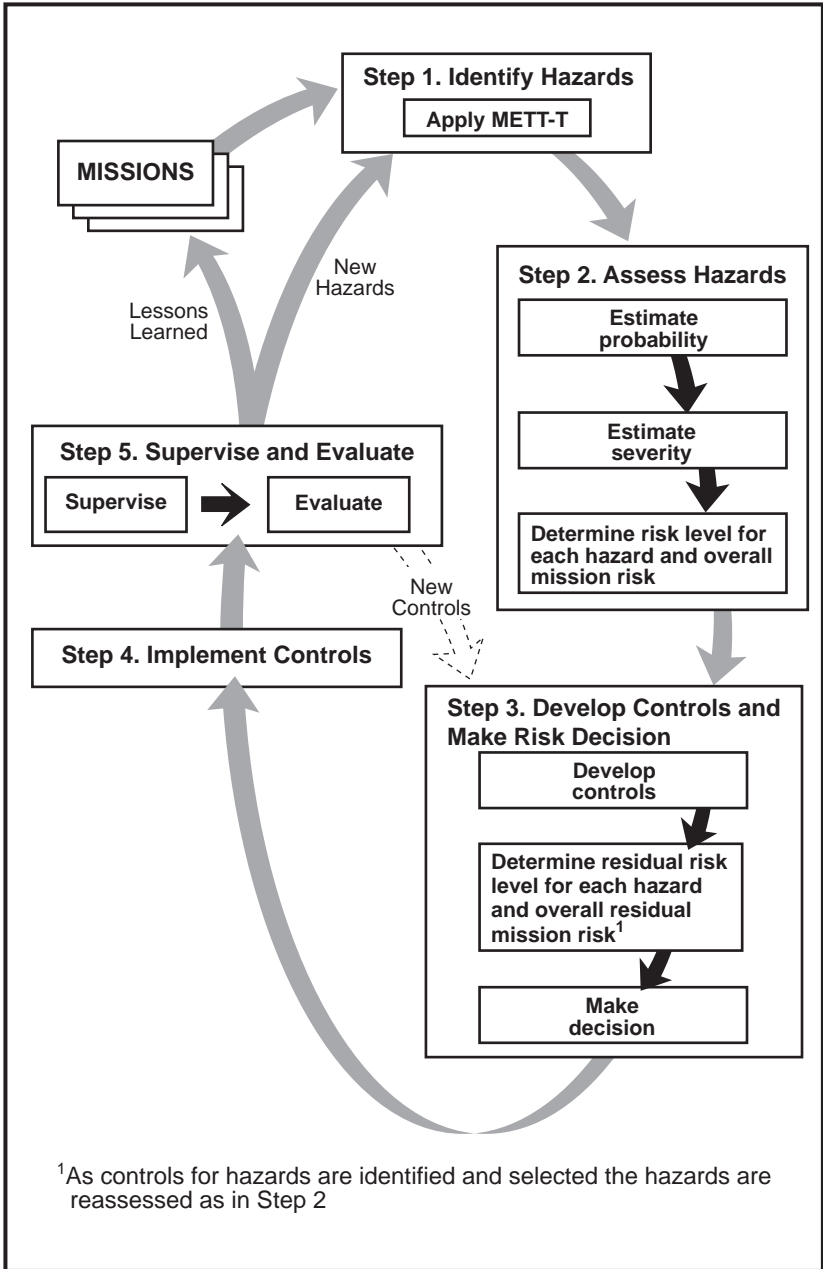 Step 1. Identify Hazards
Apply METT-T
MISSIONS
New
Hazards
Lessons
Learned
Step 2. Assess Hazards
Estimate
probability
Estimate
severity
Determine risk level for
each hazard and overall
mission risk
Step 5. Supervise and Evaluate
Supervise
Evaluate
New
Controls
Step 4. Implement Controls
Step 3. Develop Controls and
Make Risk Decision
Develop
controls
Determine residual risk
level for each hazard
and overall residual
mission risk¹
Make
decision
¹As controls for hazards are identified and selected the hazards are
reassessed as in Step 2